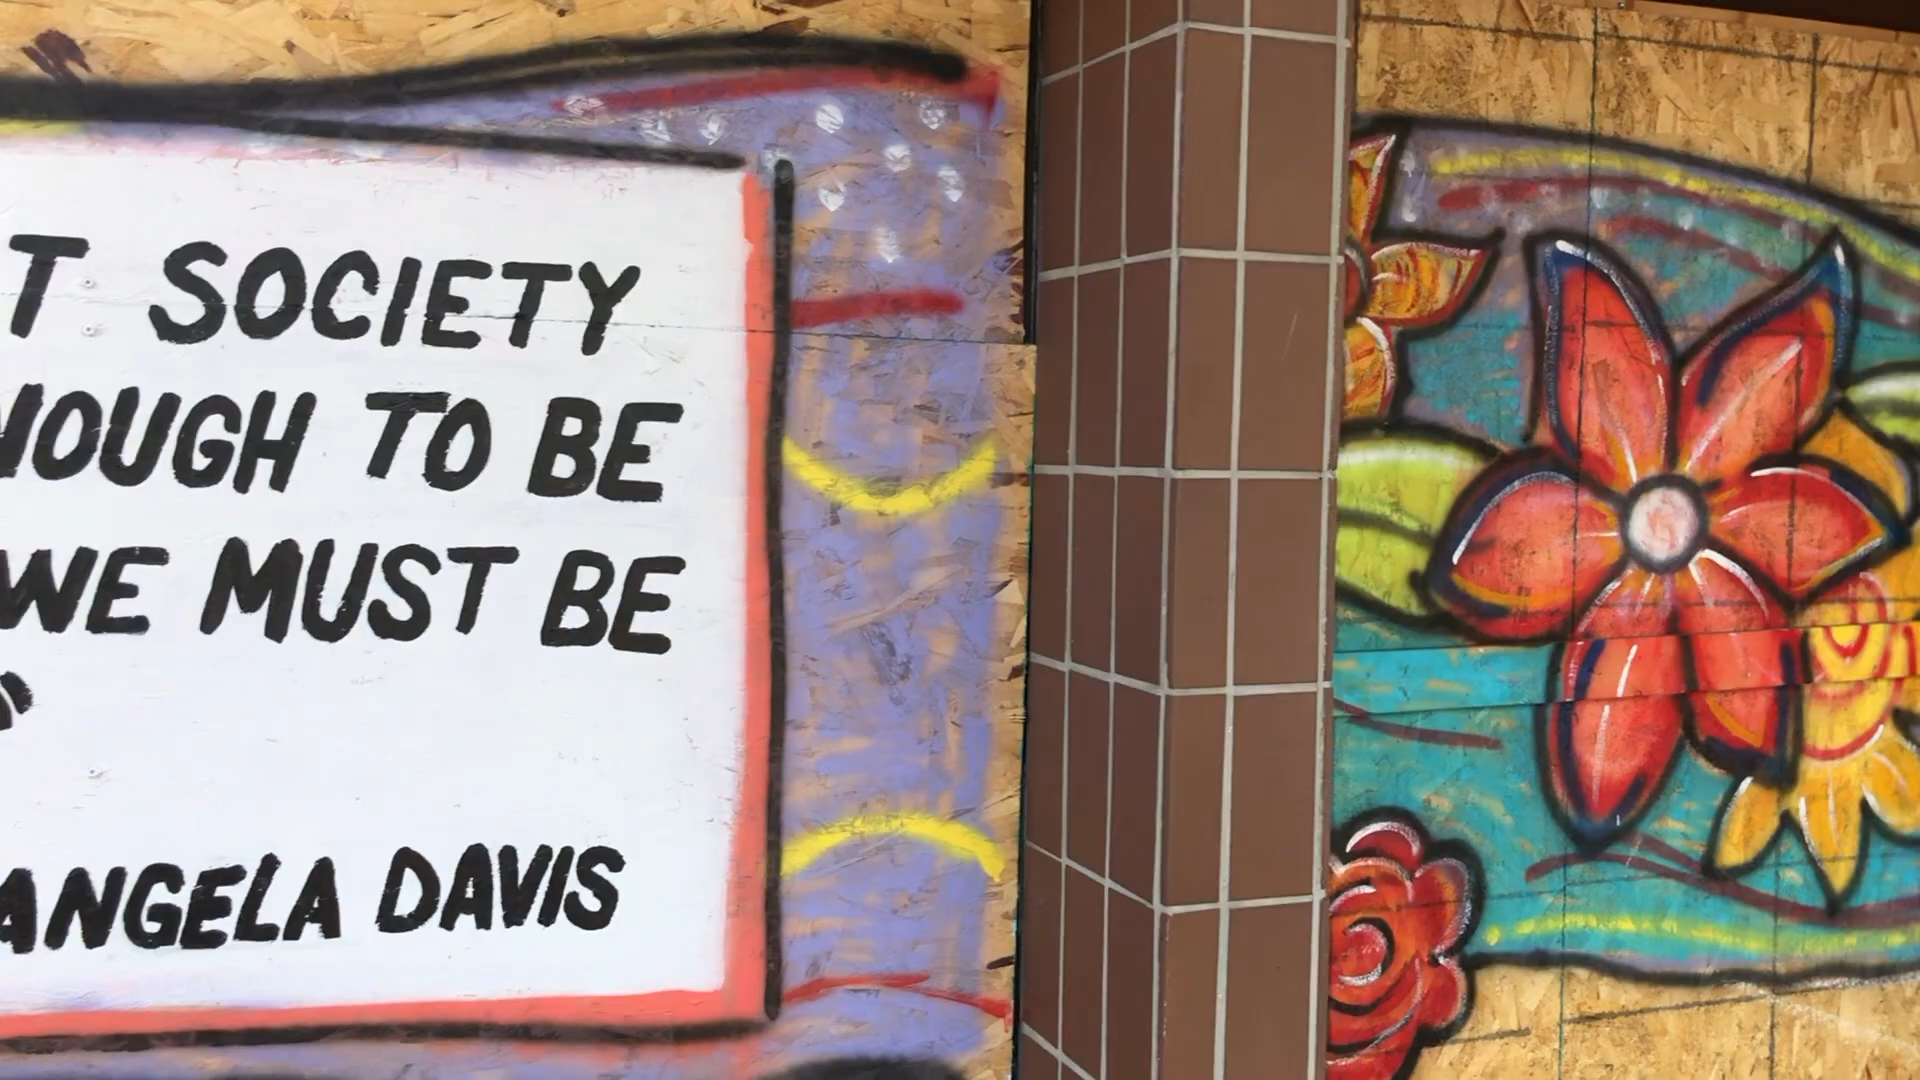 T SOCIETY
NOUGH TO BE
WE MUST BE
"
ANGELA DAVIS